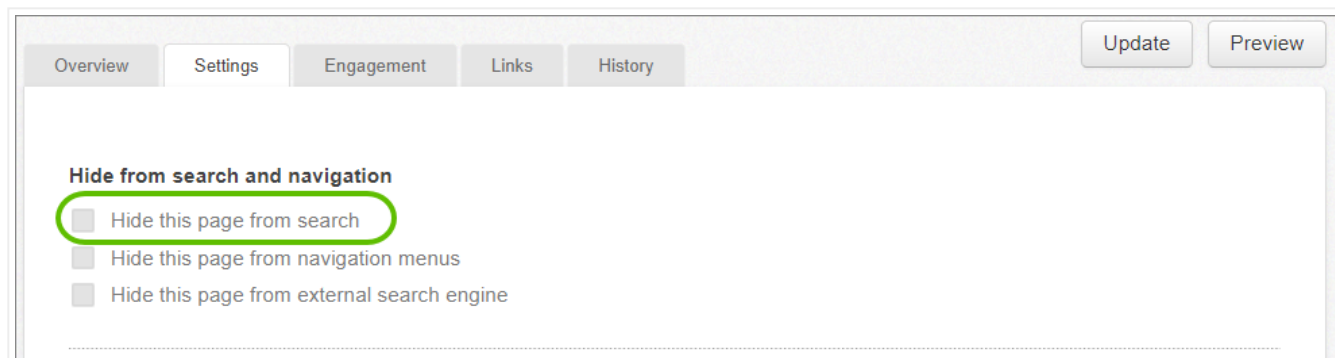 Update Preview
Overview Settings Engagement Links History
Hide from search and navigation
Hide this page from search
Hide this page from navigation menus
Hide this page from external search engine